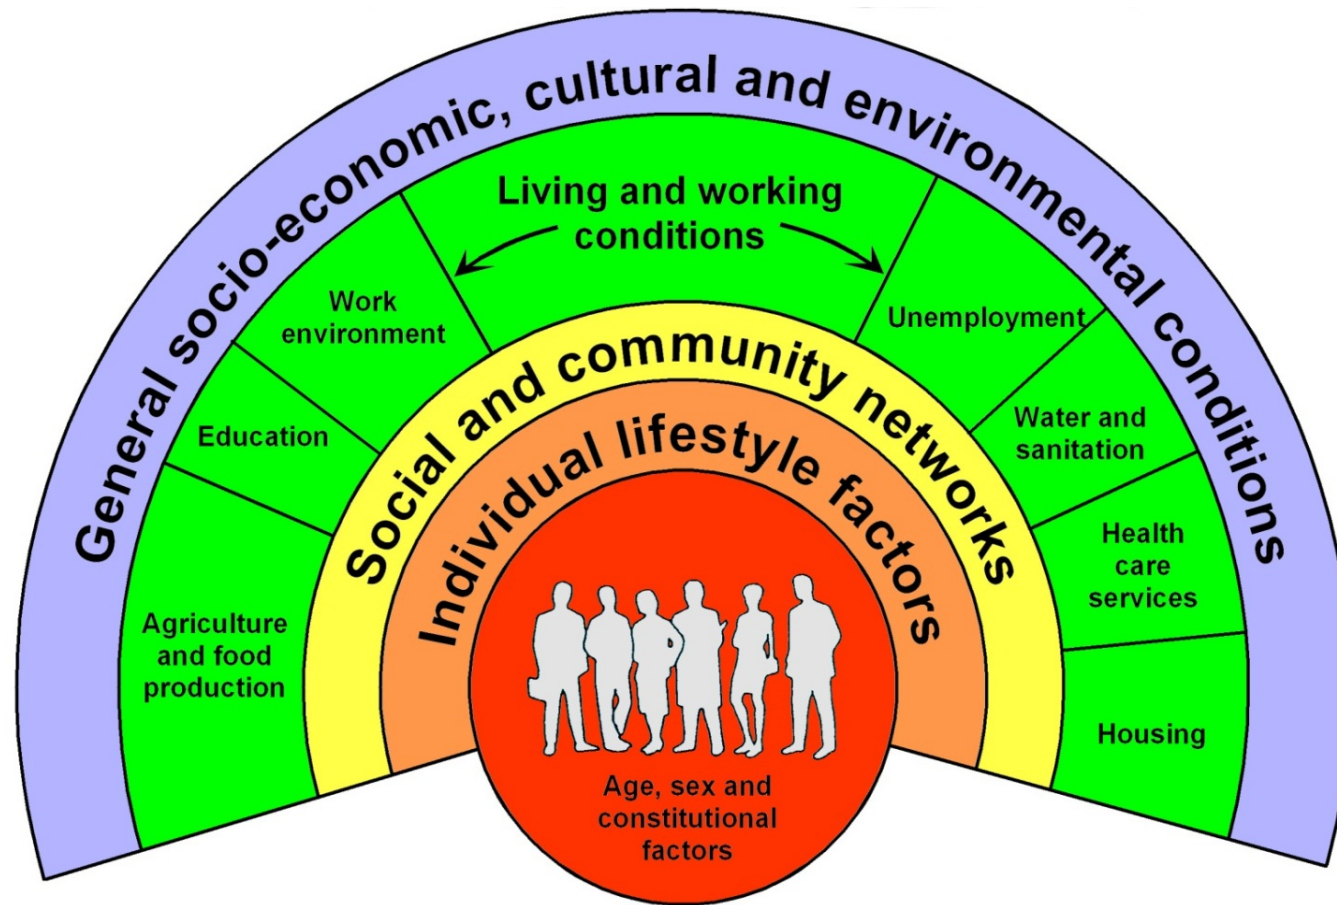 General socio-economic, cultural and environmental conditions
Living and working
conditions
Work
environment
Unemployment
Education
Water and
sanitation
Agriculture
and food
production
Health
care
services
Housing
Social and community networks
Individual lifestyle factors
Age, sex and
constitutional
factors